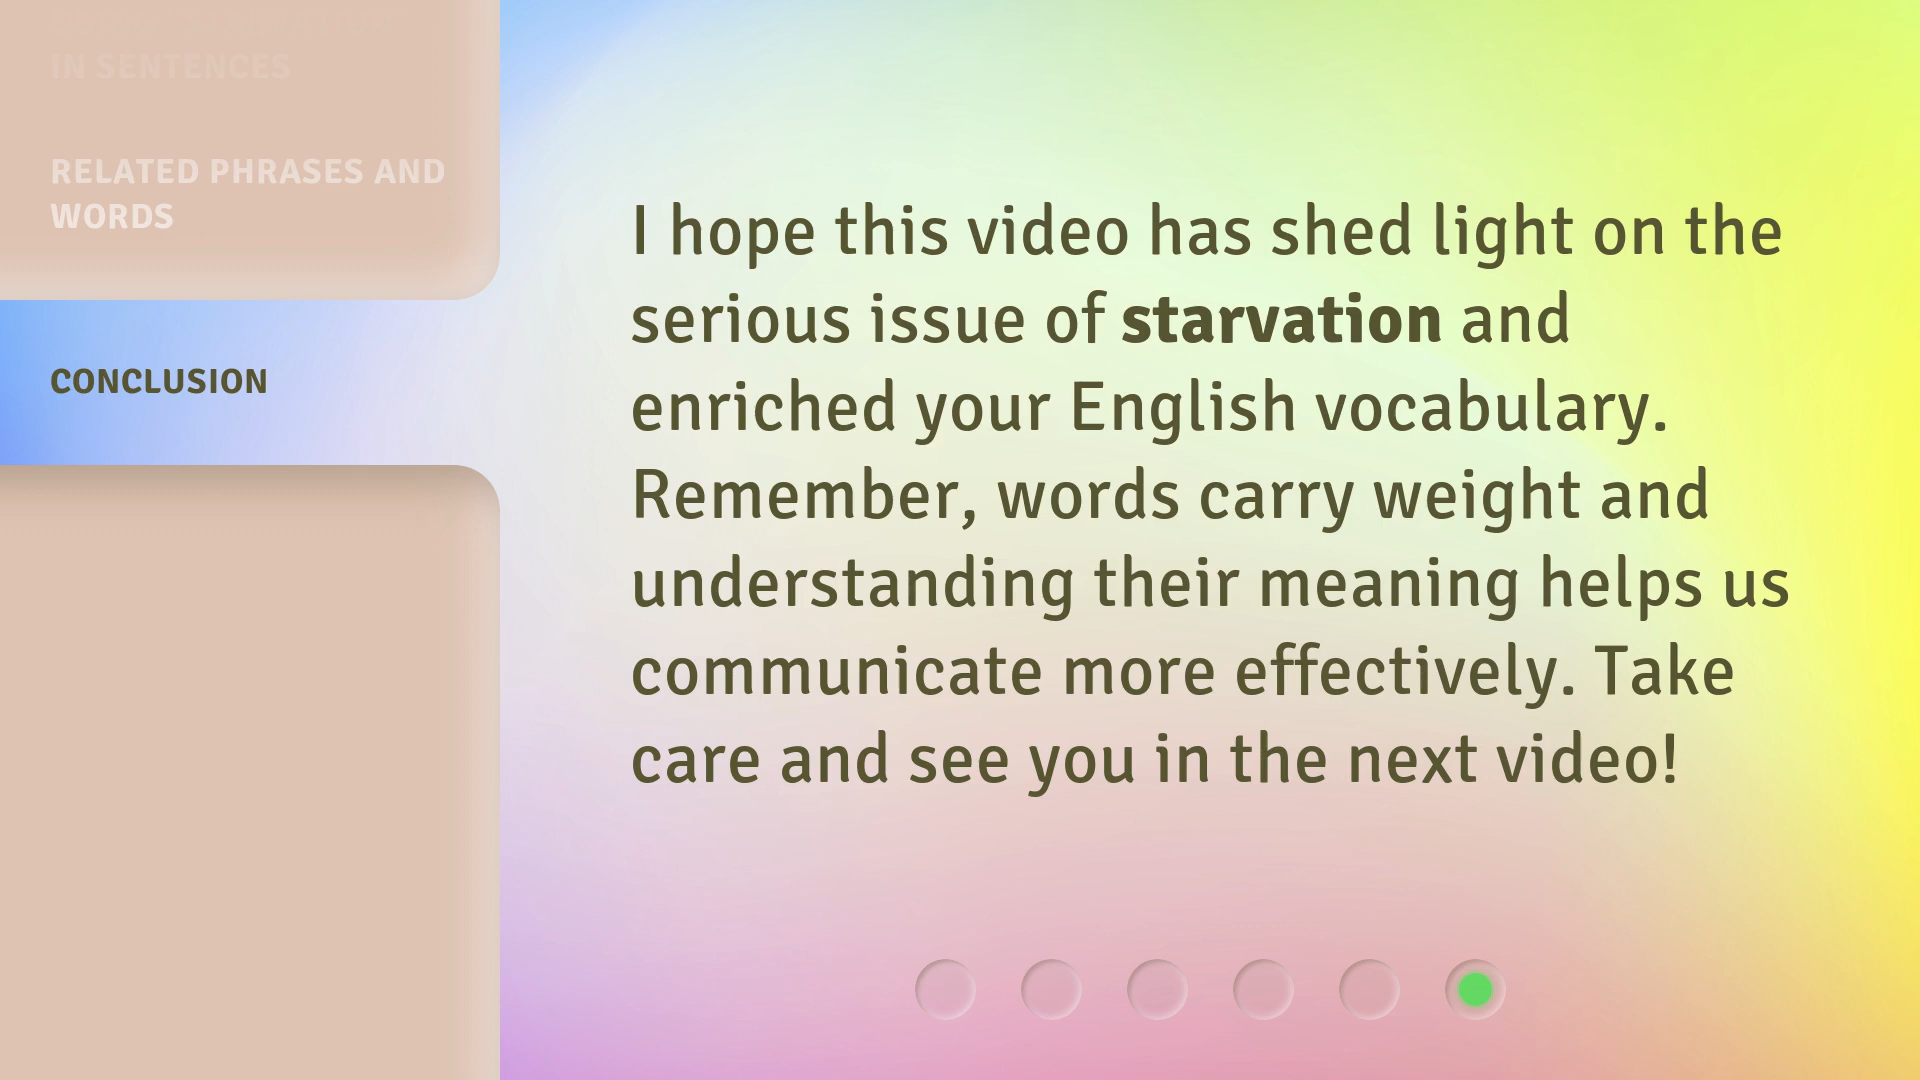 IN SENTENCES
RELATED PHRASES AND
WORDS
CONCLUSION
I hope this video has shed light on the
serious issue of starvation and
enriched your English vocabulary.
Remember, words carry weight and
understanding their meaning helps us
communicate more effectively. Take
care and see you in the next video!